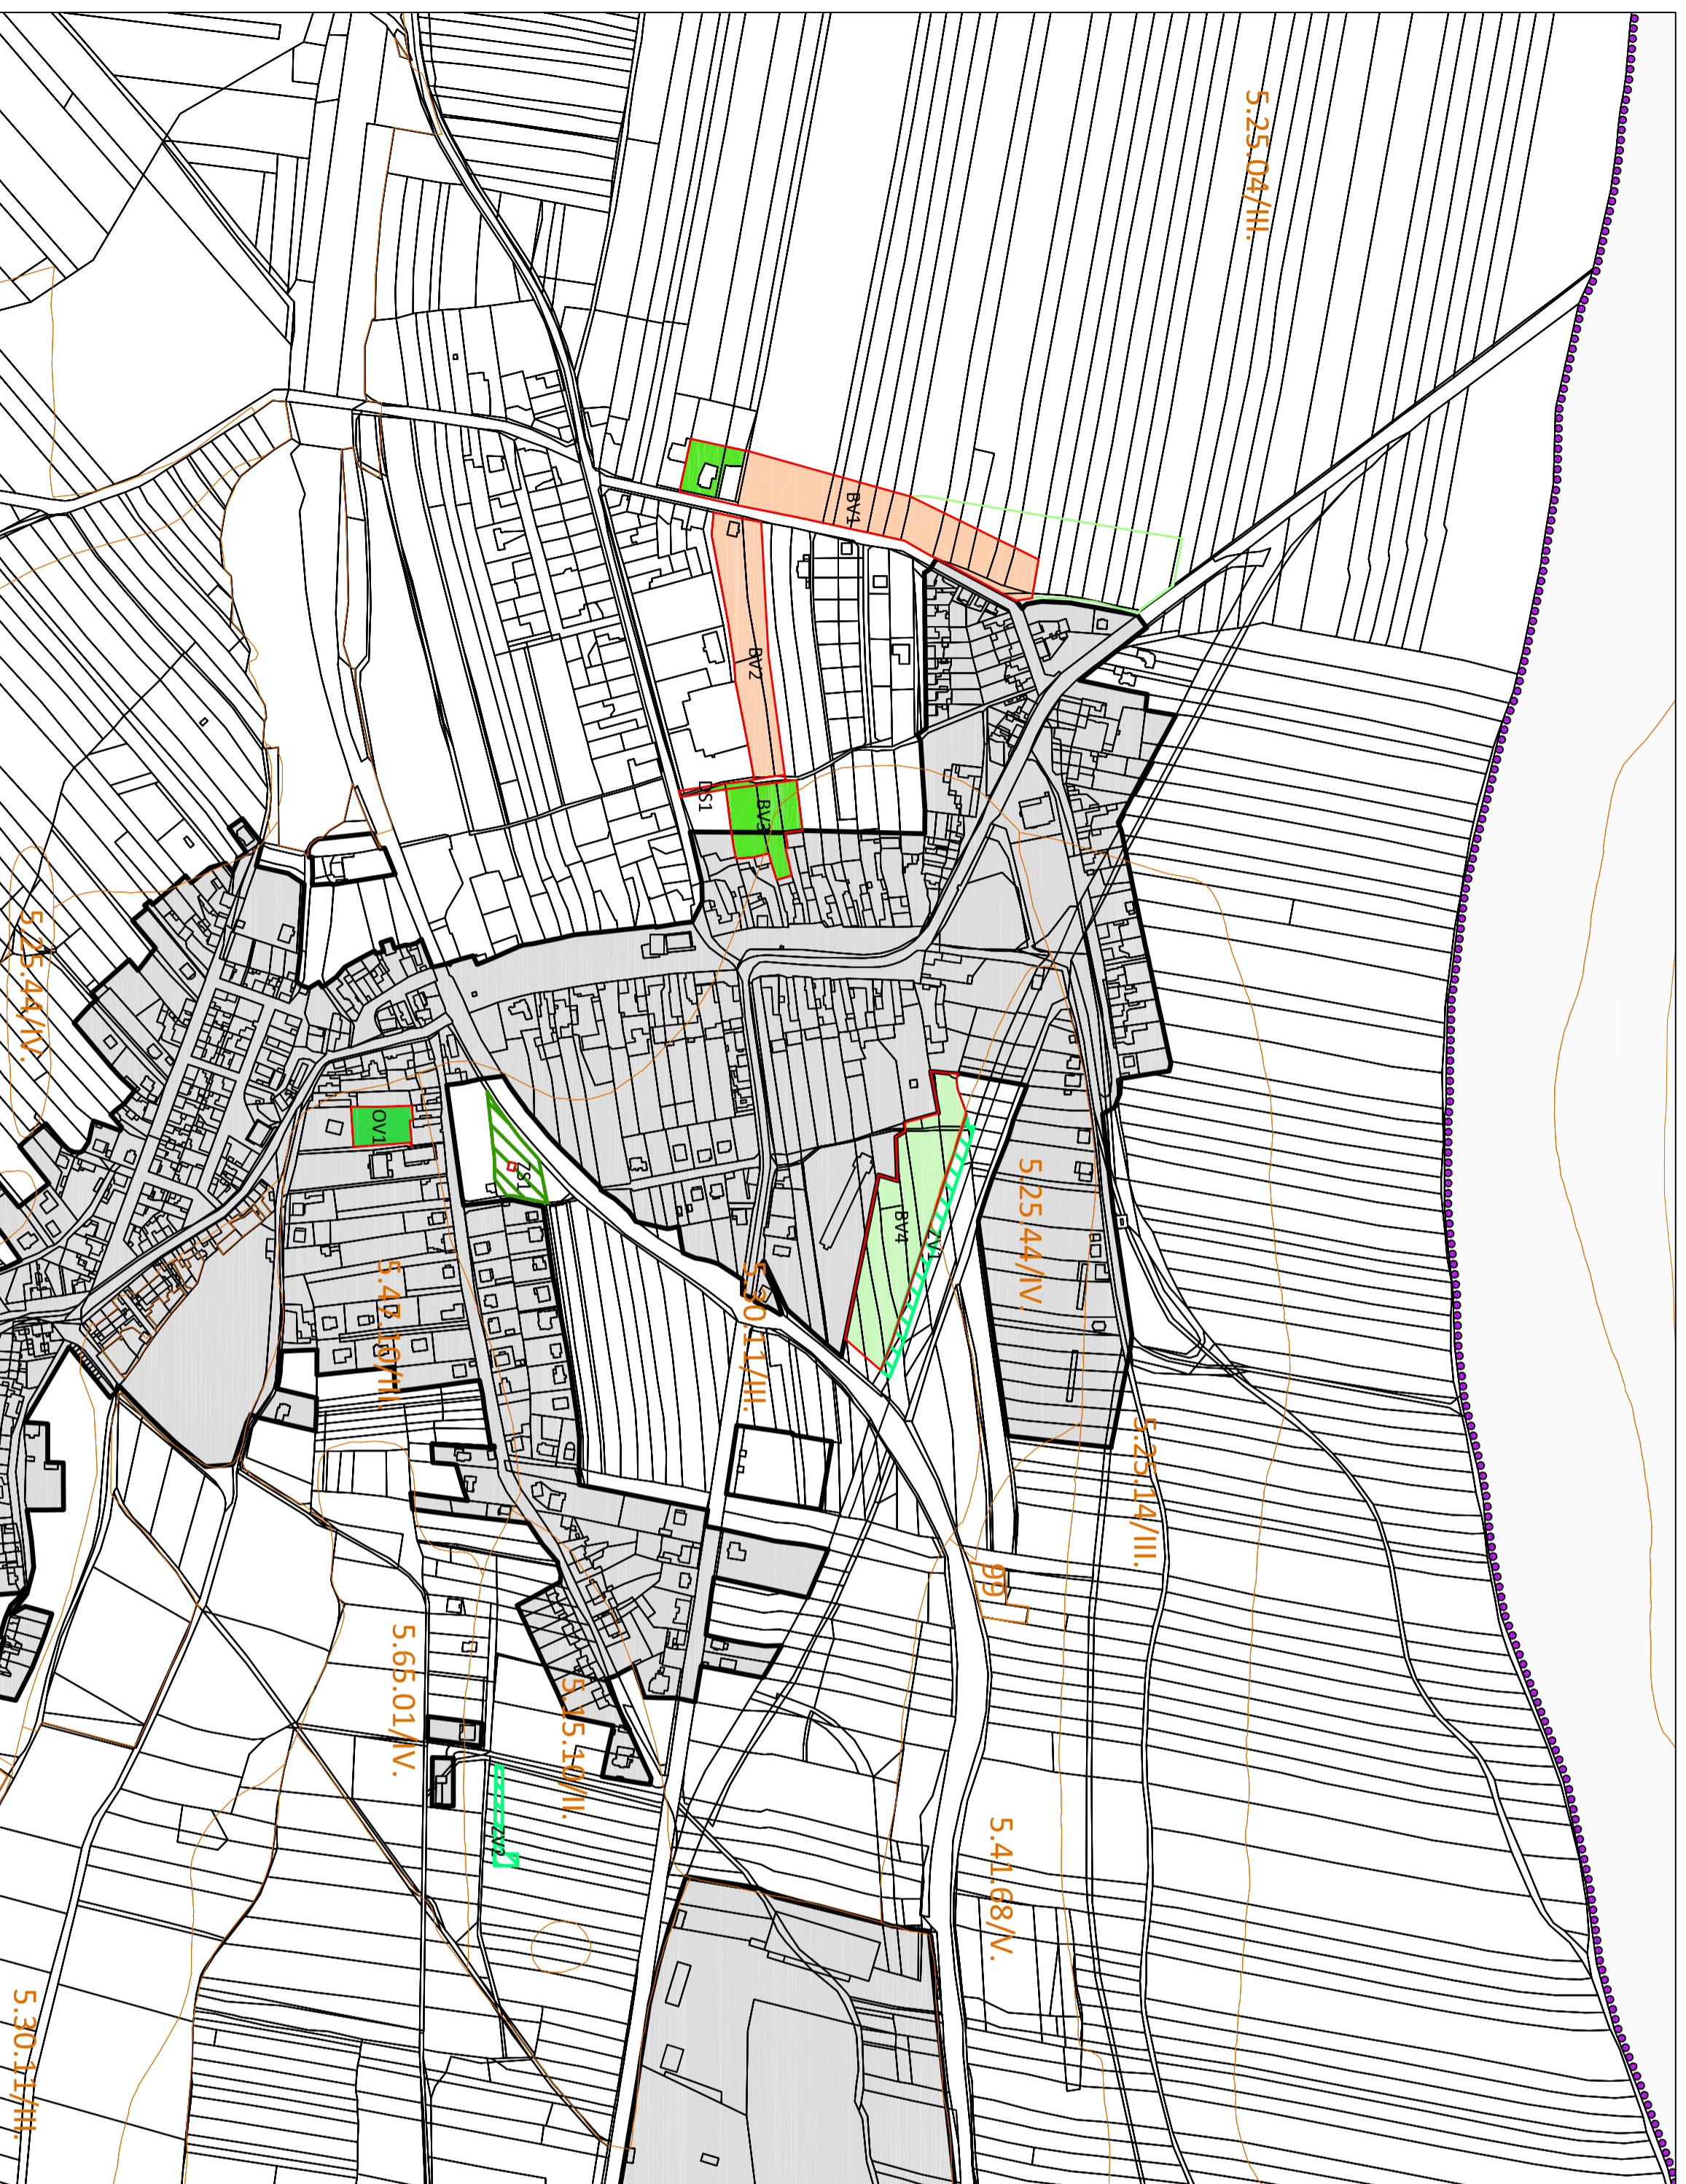 5.25.04/III.
BV1
BV2
DS1
BV3
5.25.44/IV.
OV1
ZS1
ZV1
BV4
5.25.44/IV.
5.47.10/III.
5.30.11/III.
5.25.14/III.
99
5.65.01/IV.
5.15.10/II.
ZV2
5.41.68/V.
5.30.11/III.